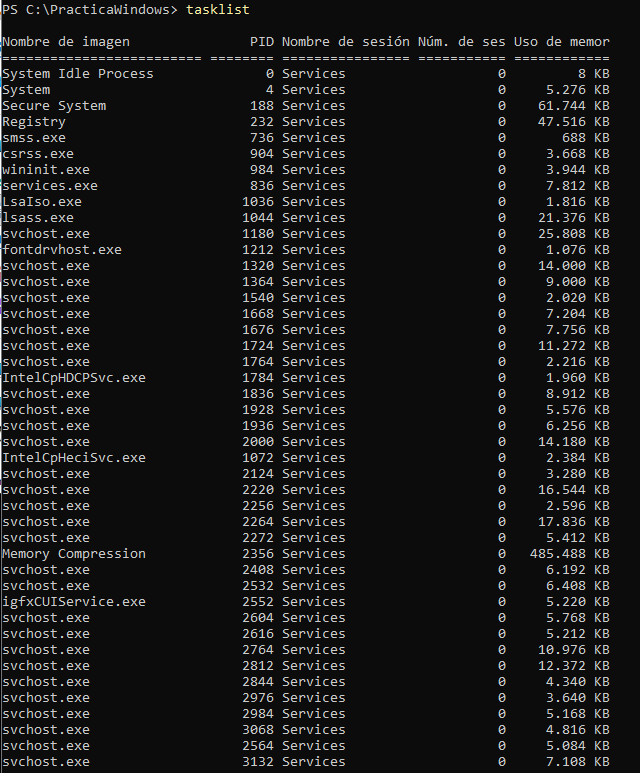 PS C:\PracticaWindows> tasklist

Nombre de imagen               PID Nombre de sesión Núm. de ses Uso de memor
========================= ======== ================ =========== ============
System Idle Process              0 Services                   0         8 KB
System                           4 Services                   0     5.276 KB
Secure System                  188 Services                   0    61.744 KB
Registry                       232 Services                   0    47.516 KB
smss.exe                       736 Services                   0       688 KB
csrss.exe                      904 Services                   0     3.668 KB
wininit.exe                    984 Services                   0     3.944 KB
services.exe                   836 Services                   0     7.812 KB
LsaIso.exe                    1036 Services                   0     1.816 KB
lsass.exe                     1044 Services                   0    21.376 KB
svchost.exe                   1180 Services                   0    25.808 KB
fontdrvhost.exe               1212 Services                   0     1.076 KB
svchost.exe                   1320 Services                   0    14.000 KB
svchost.exe                   1364 Services                   0     9.000 KB
svchost.exe                   1540 Services                   0     2.020 KB
svchost.exe                   1668 Services                   0     7.204 KB
svchost.exe                   1676 Services                   0     7.756 KB
svchost.exe                   1724 Services                   0    11.272 KB
svchost.exe                   1764 Services                   0     2.216 KB
IntelCpHDCPSvc.exe            1784 Services                   0     1.960 KB
svchost.exe                   1836 Services                   0     8.912 KB
svchost.exe                   1928 Services                   0     5.576 KB
svchost.exe                   1936 Services                   0     6.256 KB
svchost.exe                   2000 Services                   0    14.180 KB
IntelCpHeciSvc.exe            1072 Services                   0     2.384 KB
svchost.exe                   2124 Services                   0     3.280 KB
svchost.exe                   2220 Services                   0    16.544 KB
svchost.exe                   2256 Services                   0     2.596 KB
svchost.exe                   2264 Services                   0    17.836 KB
svchost.exe                   2272 Services                   0     5.412 KB
Memory Compression            2356 Services                   0   485.488 KB
svchost.exe                   2408 Services                   0     6.192 KB
svchost.exe                   2532 Services                   0     6.408 KB
igfxCUIService.exe            2552 Services                   0     5.220 KB
svchost.exe                   2604 Services                   0     5.768 KB
svchost.exe                   2616 Services                   0     5.212 KB
svchost.exe                   2764 Services                   0    10.976 KB
svchost.exe                   2812 Services                   0    12.372 KB
svchost.exe                   2844 Services                   0     4.340 KB
svchost.exe                   2976 Services                   0     3.640 KB
svchost.exe                   2984 Services                   0     5.168 KB
svchost.exe                   3068 Services                   0     4.816 KB
svchost.exe                   2564 Services                   0     5.084 KB
svchost.exe                   3132 Services                   0     7.108 KB